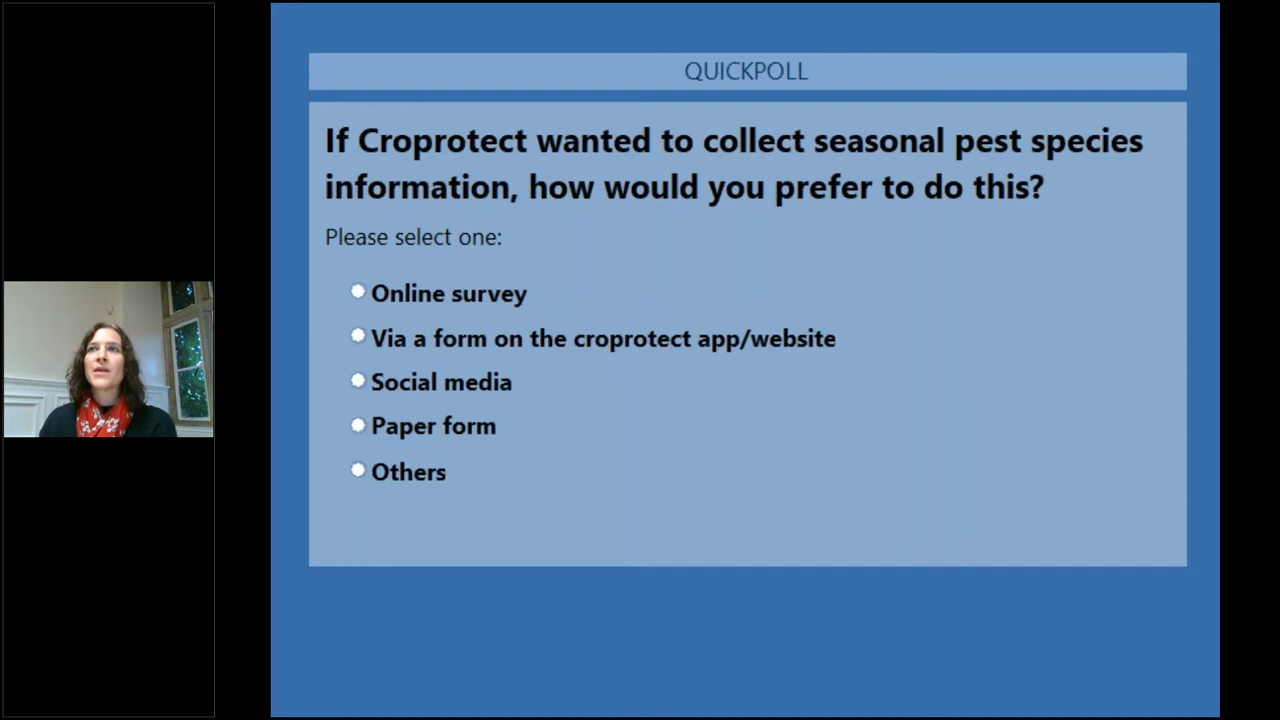 QUICKPOLL
If Croprotect wanted to collect seasonal pest species
information, how would you prefer to do this?
Please select one:
Online survey
Via a form on the croprotect app/website
Social media
Paper form
Others